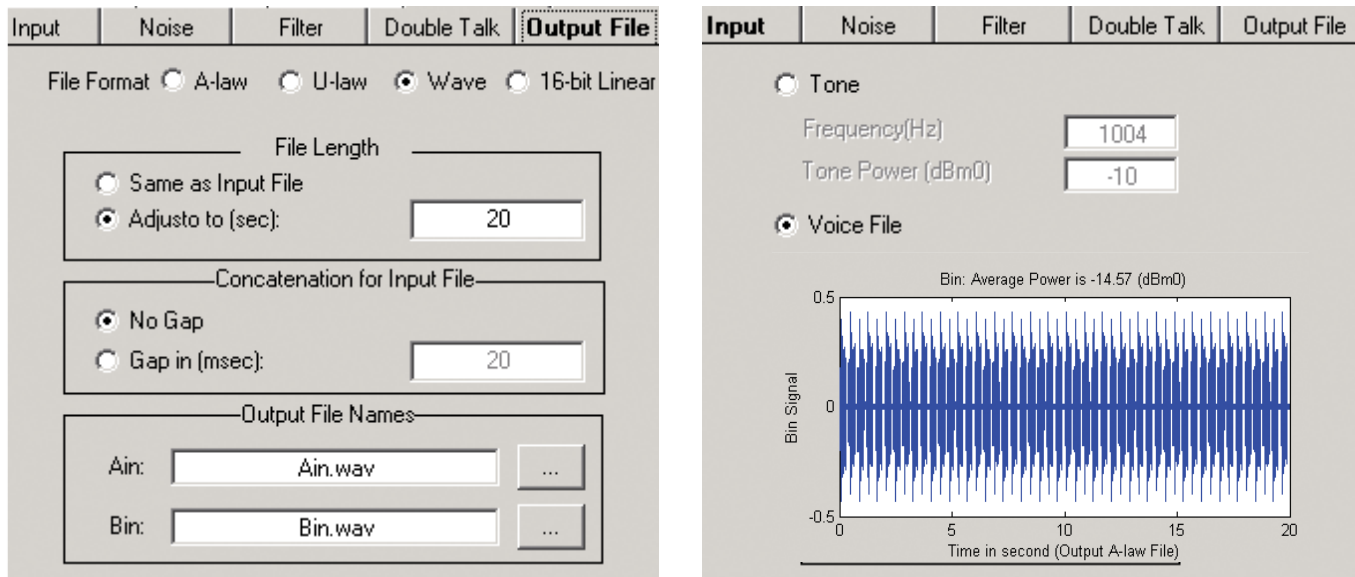 Input Noise Filter Double Talk Output File
File Format A-law U-law Wave 16-bit Linear
File Length
Same as Input File
Adjusto to (sec): 20
Concatenation for Input File
No Gap
Gap in (msec): 20
Output File Names
Ain: Ain.wav ...
Bin: Bin.wav ...
Input Noise Filter Double Talk Output File
Tone
Frequency(Hz) 1004
Tone Power (dBm0) -10
Voice File
Bin: Average Power is -14.57 (dBm0)
0.5
Bin Signal
0
-0.5
0 5 10 15 20
Time in second (Output A-law File)